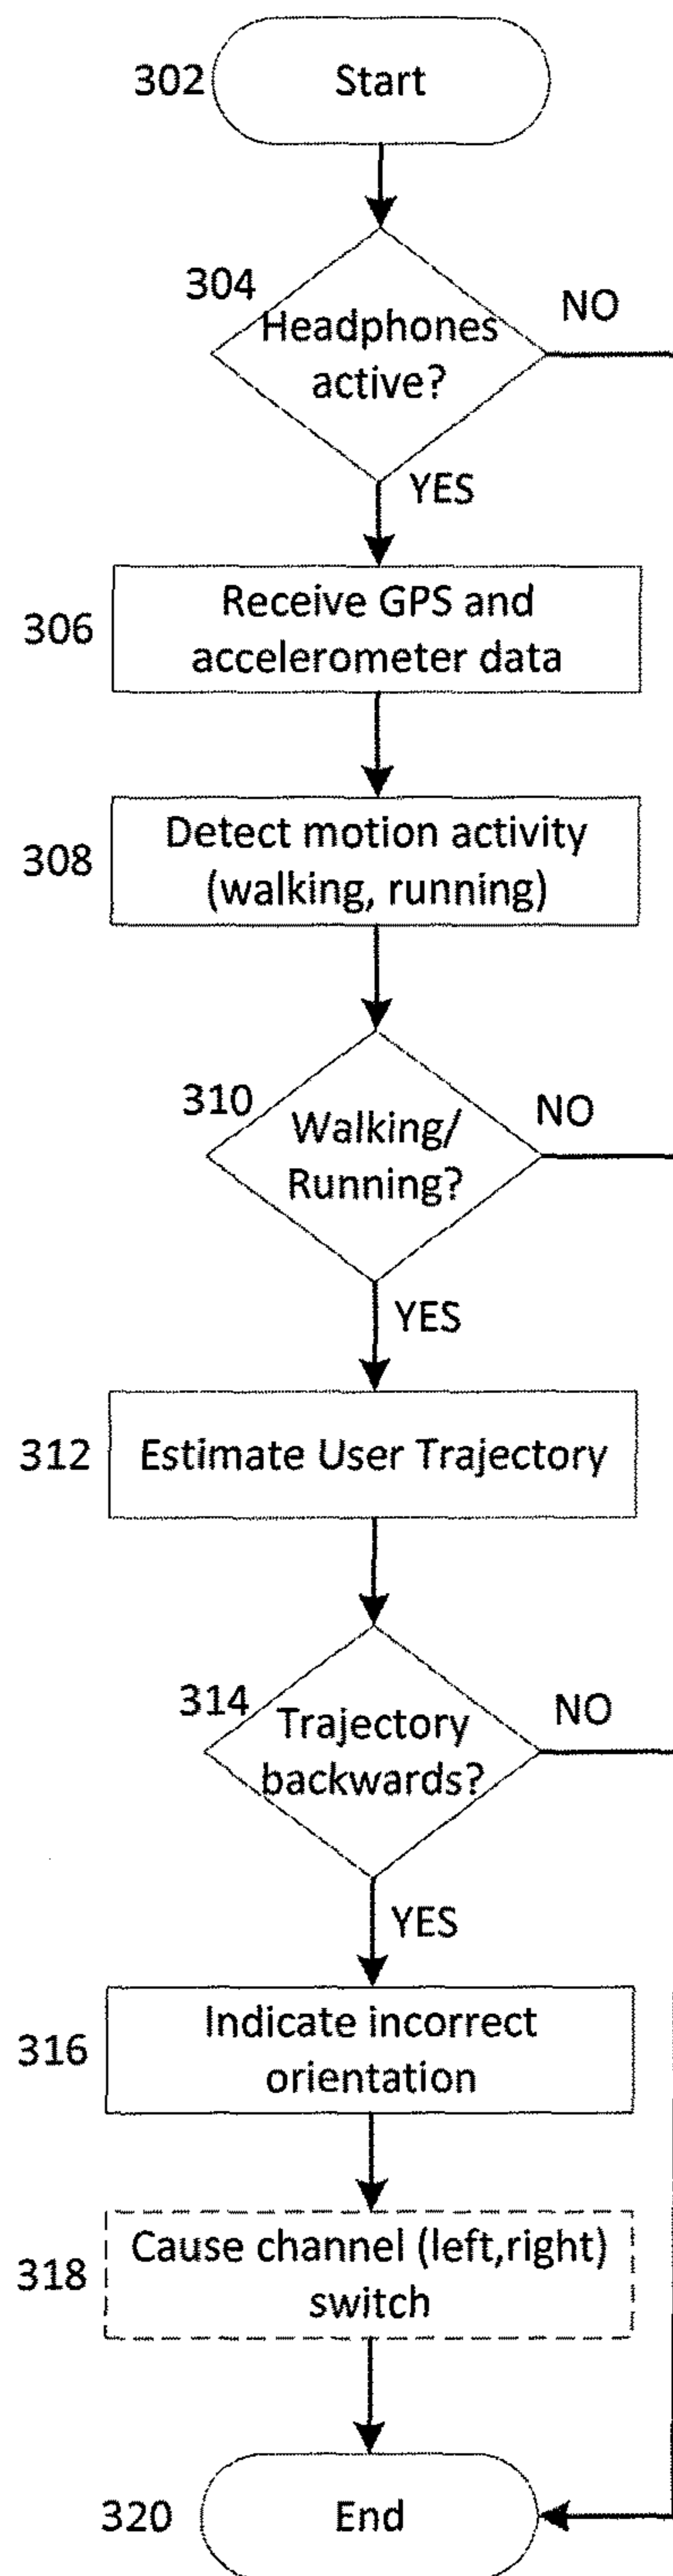 302
Start
304
Headphones
active?
NO
YES
306
Receive GPS and
accelerometer data
308
Detect motion activity
(walking, running)
310
Walking/
Running?
NO
YES
312
Estimate User Trajectory
314
Trajectory
backwards?
NO
YES
316
Indicate incorrect
orientation
318
Cause channel (left,right)
switch
320
End